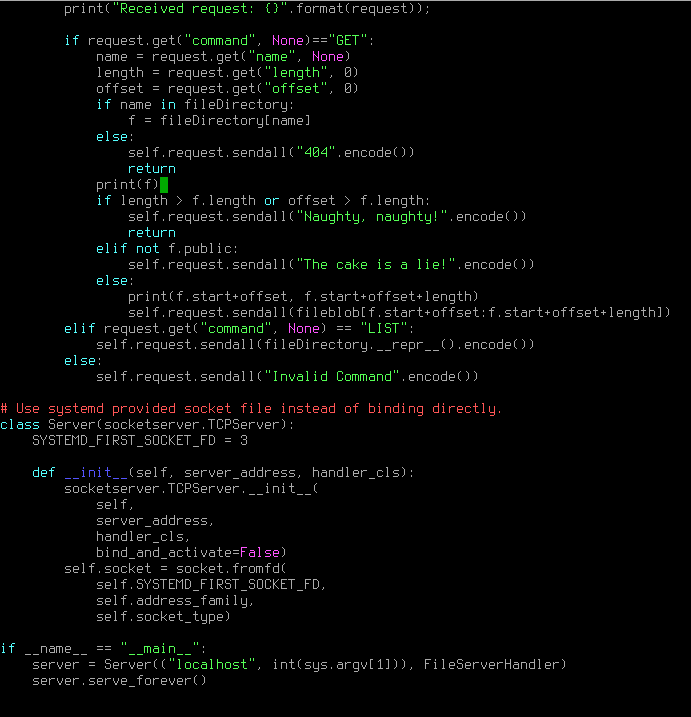 print("Received request: {}".format(request));

        if request.get("command", None)=="GET":
            name = request.get("name", None)
            length = request.get("length", 0)
            offset = request.get("offset", 0)
            if name in fileDirectory:
                f = fileDirectory[name]
            else:
                self.request.sendall("404".encode())
                return
            print(f)
            if length > f.length or offset > f.length:
                self.request.sendall("Naughty, naughty!".encode())
                return
            elif not f.public:
                self.request.sendall("The cake is a lie!".encode())
            else:
                print(f.start+offset, f.start+offset+length)
                self.request.sendall(fileblob[f.start+offset:f.start+offset+length])
        elif request.get("command", None) == "LIST":
            self.request.sendall(fileDirectory.__repr__().encode())
        else:
            self.request.sendall("Invalid Command".encode())

# Use systemd provided socket file instead of binding directly.
class Server(socketserver.TCPServer):
    SYSTEMD_FIRST_SOCKET_FD = 3

    def __init__(self, server_address, handler_cls):
        socketserver.TCPServer.__init__(
            self,
            server_address,
            handler_cls,
            bind_and_activate=False)
        self.socket = socket.fromfd(
            self.SYSTEMD_FIRST_SOCKET_FD,
            self.address_family,
            self.socket_type)

if __name__ == "__main__":
    server = Server(("localhost", int(sys.argv[1])), FileServerHandler)
    server.serve_forever()